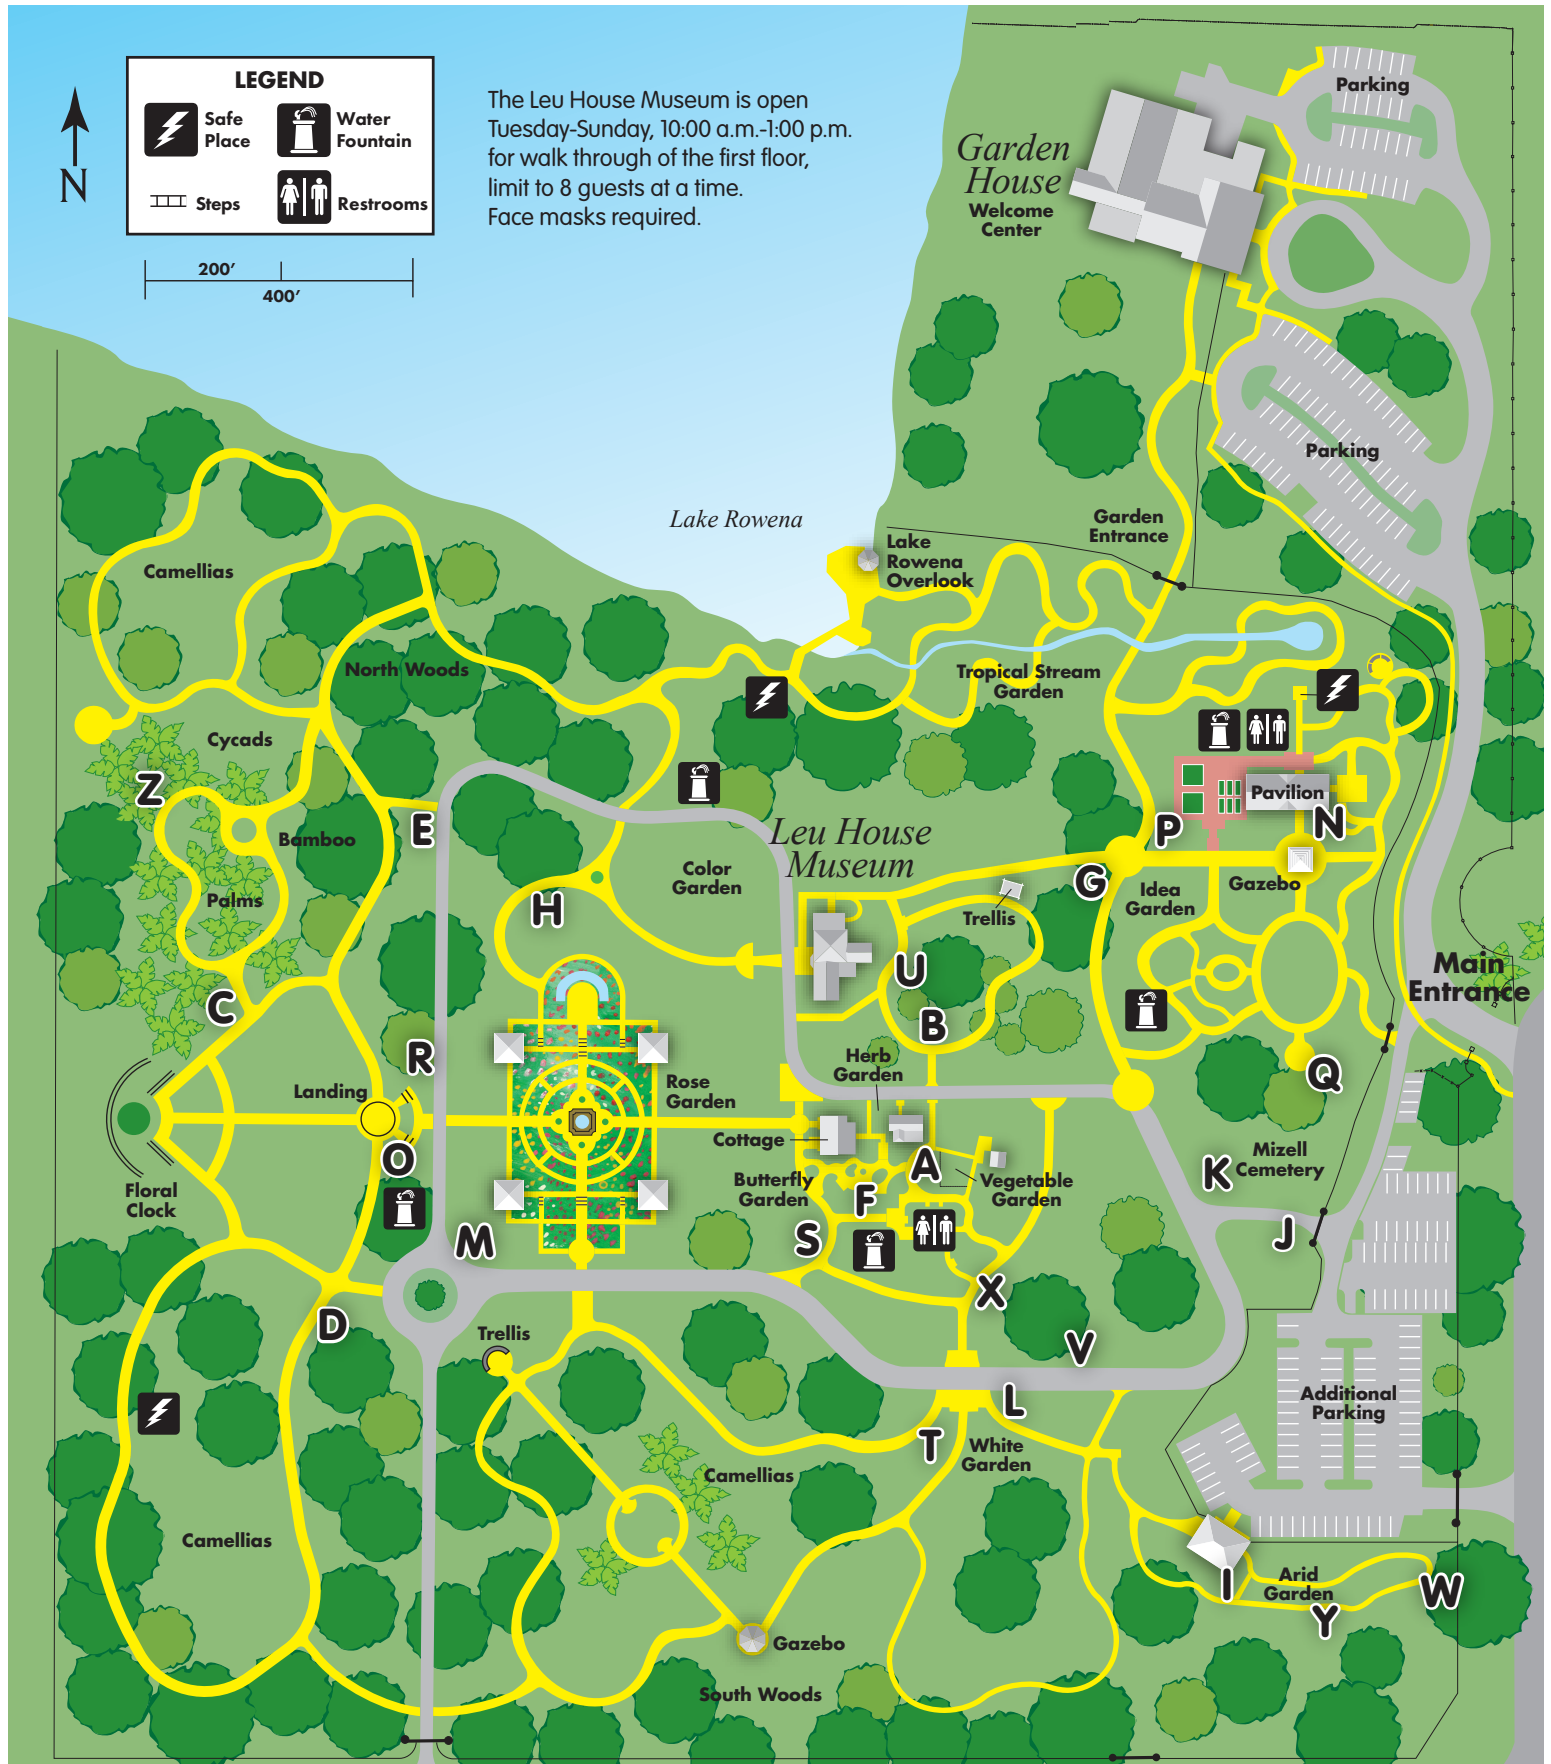 LEGEND
Safe
Place
Water
Fountain
Steps
Restrooms
N
200'
400'
The Leu House Museum is open
Tuesday-Sunday, 10:00 a.m.-1:00 p.m.
for walk through of the first floor,
limit to 8 guests at a time.
Face masks required.
Parking
Garden
House
Welcome
Center
Parking
Garden
Entrance
Lake Rowena
Lake
Rowena
Overlook
Camellias
North Woods
Tropical Stream
Garden
Cycads
Z
Bamboo
E
Palms
C
H
Color
Garden
Leu House
Museum
Pavilion
P
N
G
Idea
Garden
Gazebo
Trellis
U
B
Main
Entrance
R
Landing
Rose
Garden
Herb
Garden
Q
Cottage
O
A
Mizell
Cemetery
K
Butterfly
Garden
F
Vegetable
Garden
Floral
Clock
M
S
J
X
D
Trellis
V
L
T
White
Garden
Additional
Parking
Camellias
Camellias
I
Arid
Garden
W
Y
Gazebo
South Woods